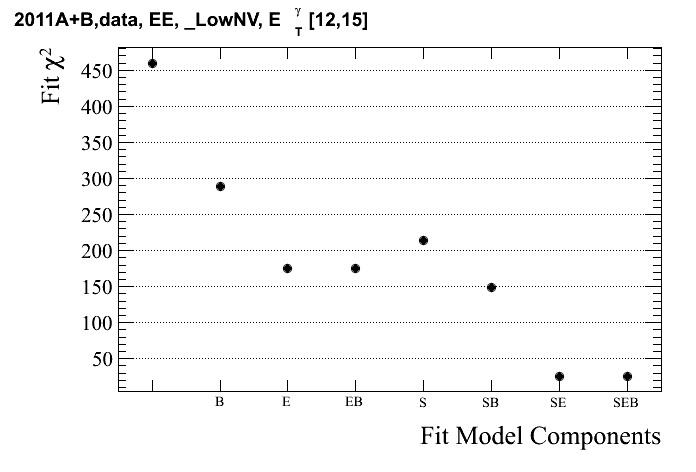 2011A+B,data, EE, _LowNV, E γ T [12,15]
Fit χ²
450
400
350
300
250
200
150
100
50
B E EB S SB SE SEB
Fit Model Components